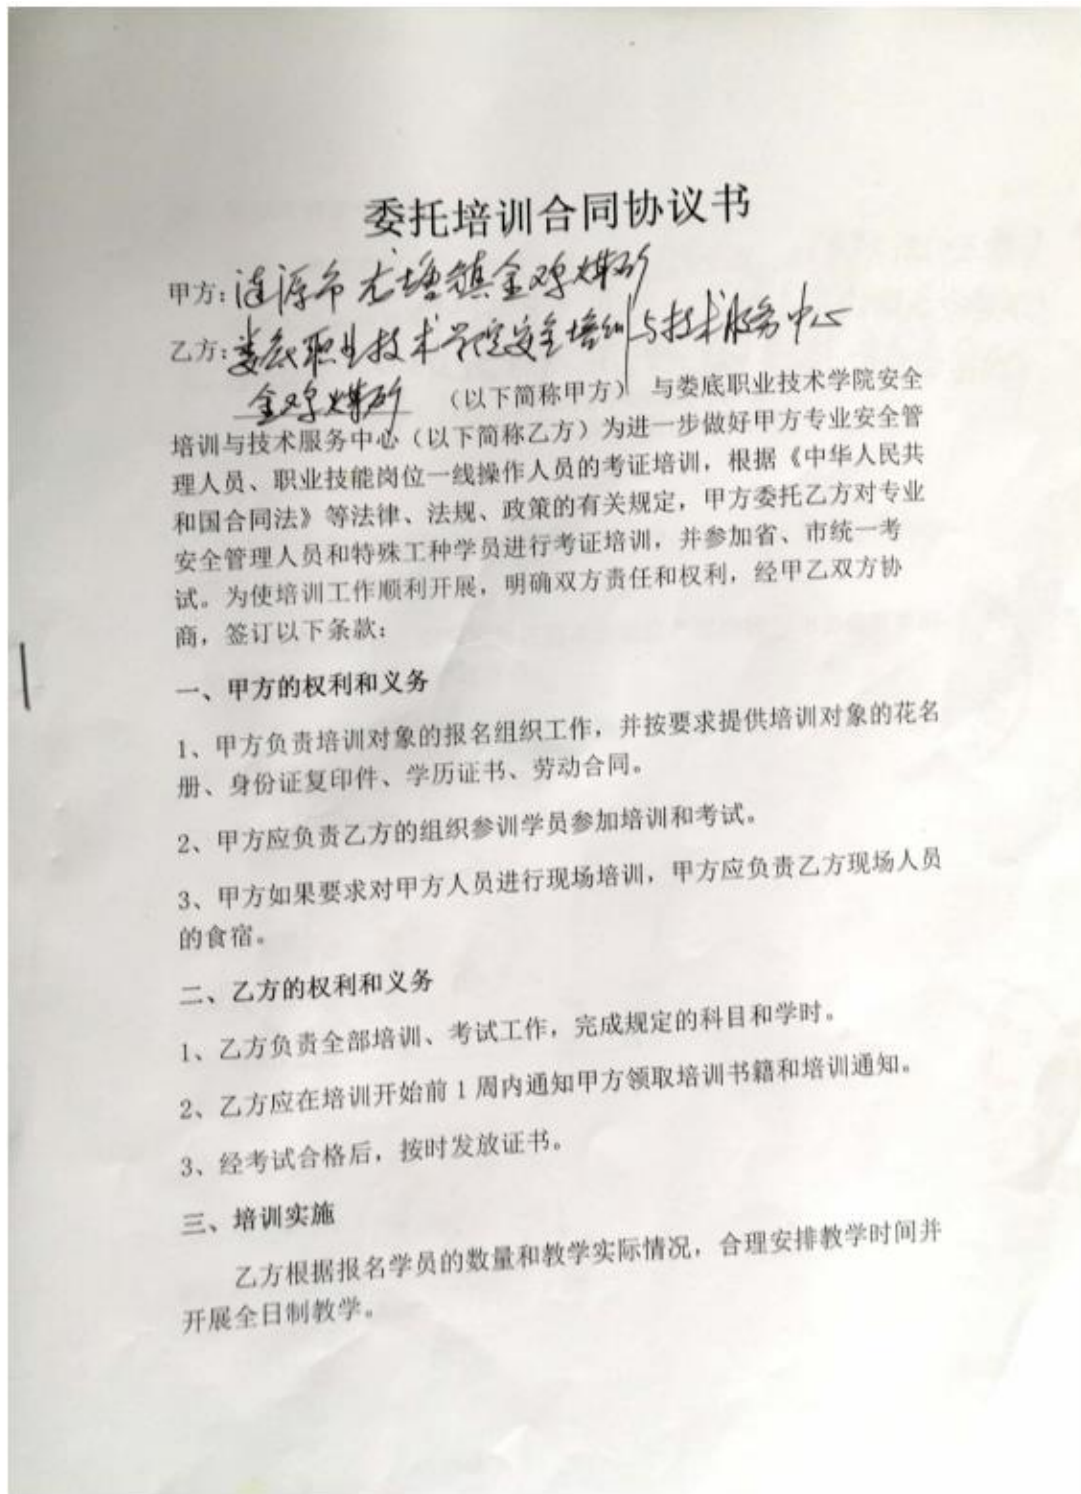 委托培训合同协议书
甲方:涟源市龙塘镇金鸡煤矿
乙方:娄底职业技术学院安全培训与技术服务中心
金鸡煤矿 (以下简称甲方) 与娄底职业技术学院安全
培训与技术服务中心(以下简称乙方)为进一步做好甲方专业安全管
理人员、职业技能岗位一线操作人员的考证培训,根据《中华人民共
和国合同法》等法律、法规、政策的有关规定,甲方委托乙方对专业
安全管理人员和特殊工种学员进行考证培训,并参加省、市统一考
试。为使培训工作顺利开展,明确双方责任和权利,经甲乙双方协
商,签订以下条款:
一、甲方的权利和义务
1、甲方负责培训对象的报名组织工作,并按要求提供培训对象的花名
册、身份证复印件、学历证书、劳动合同。
2、甲方应负责乙方的组织参训学员参加培训和考试。
3、甲方如果要求对甲方人员进行现场培训,甲方应负责乙方现场人员
的食宿。
二、乙方的权利和义务
1、乙方负责全部培训、考试工作,完成规定的科目和学时。
2、乙方应在培训开始前1周内通知甲方领取培训书籍和培训通知。
3、经考试合格后,按时发放证书。
三、培训实施
乙方根据报名学员的数量和教学实际情况,合理安排教学时间并
开展全日制教学。